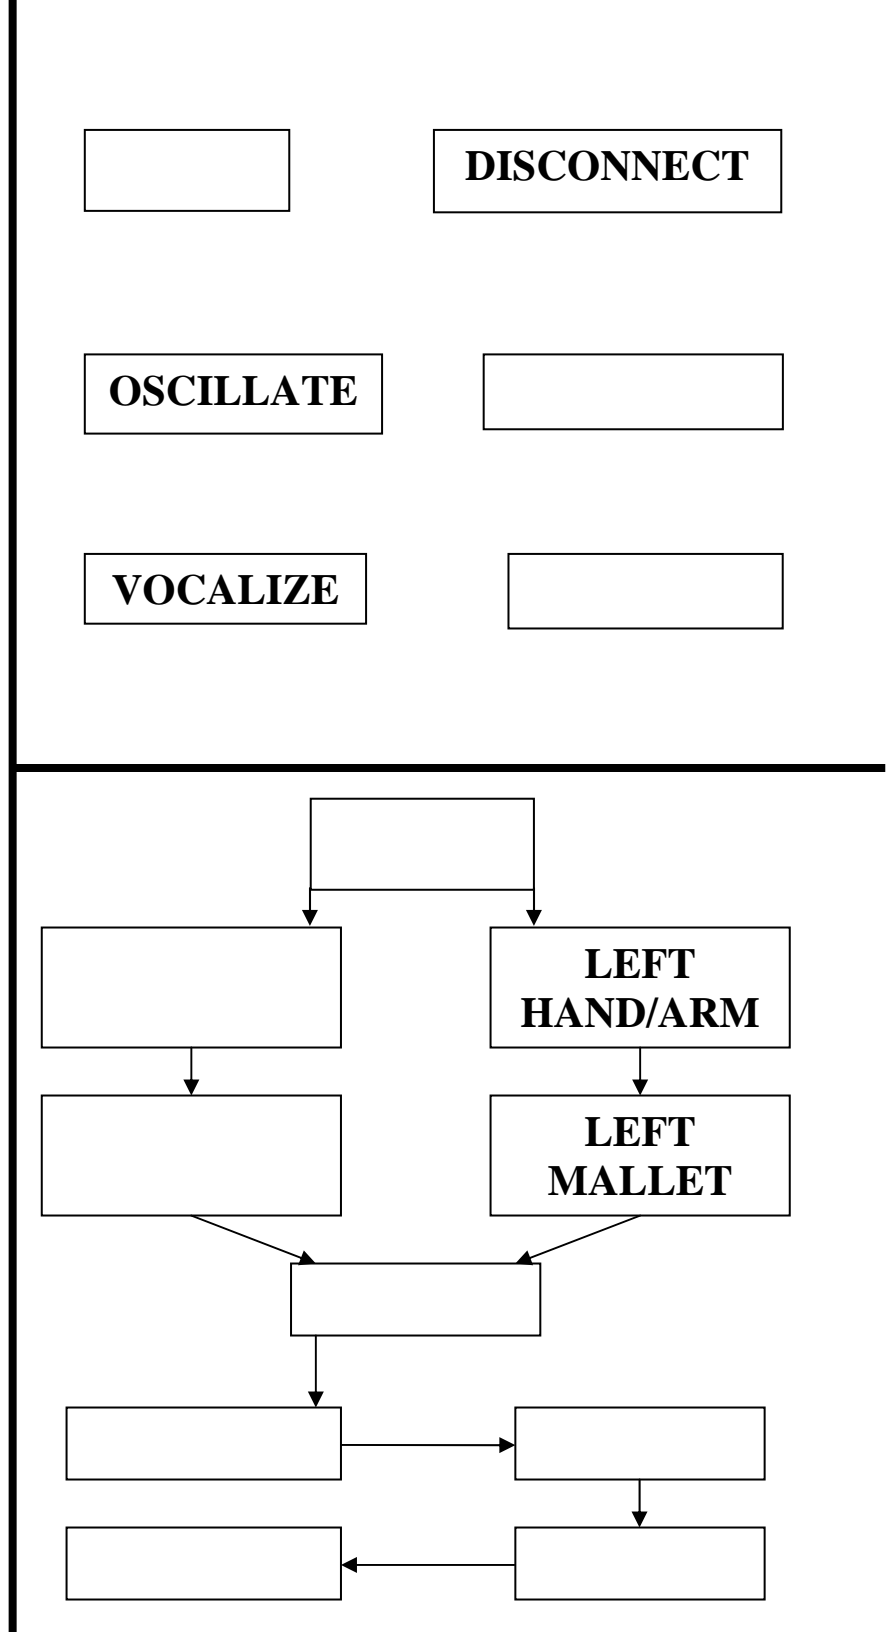 DISCONNECT
OSCILLATE
VOCALIZE
LEFT
HAND/ARM
LEFT
MALLET